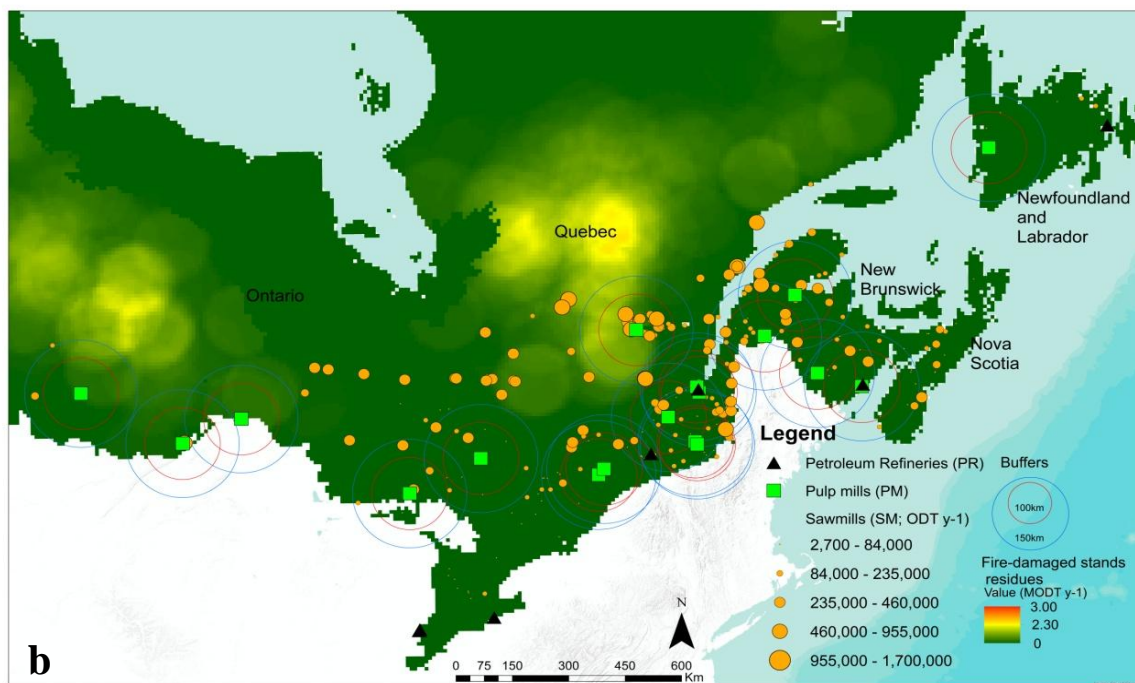 Newfoundland
and
Labrador
Quebec
Ontario
New
Brunswick
Nova
Scotia
Legend
Petroleum Refineries (PR)
Pulp mills (PM)
Sawmills (SM; ODT y-1)
2,700 - 84,000
84,000 - 235,000
235,000 - 460,000
460,000 - 955,000
955,000 - 1,700,000
Buffers
100km
150km
Fire-damaged stands
residues
Value (MODT y-1)
3.00
2.30
0
N
0 75 150 300 450 600
Km
b